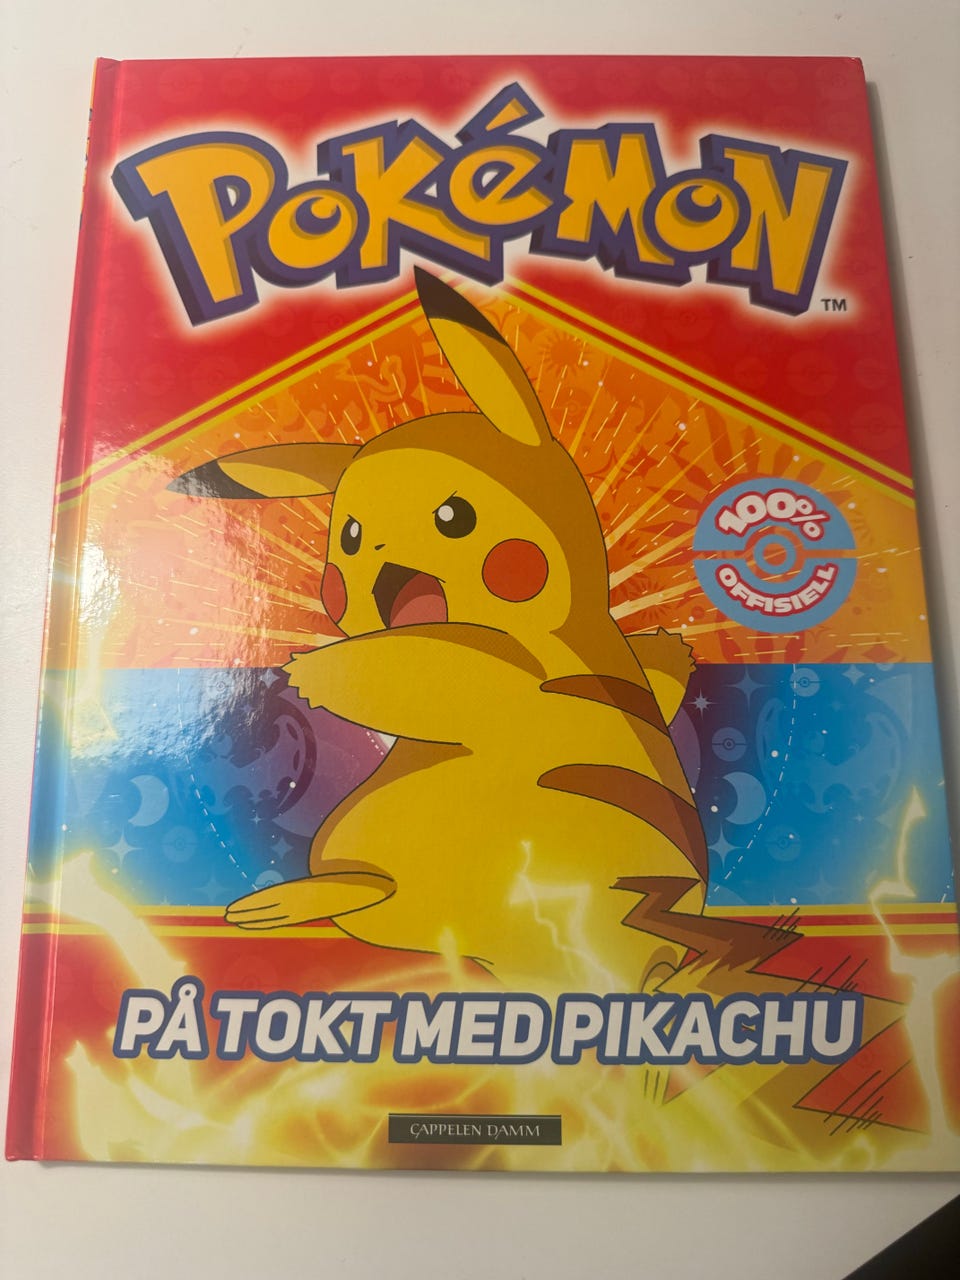 POKÉMON
TM
100%
OFFISIELL
PÅ TOKT MED PIKACHU
CAPPELEN DAMM